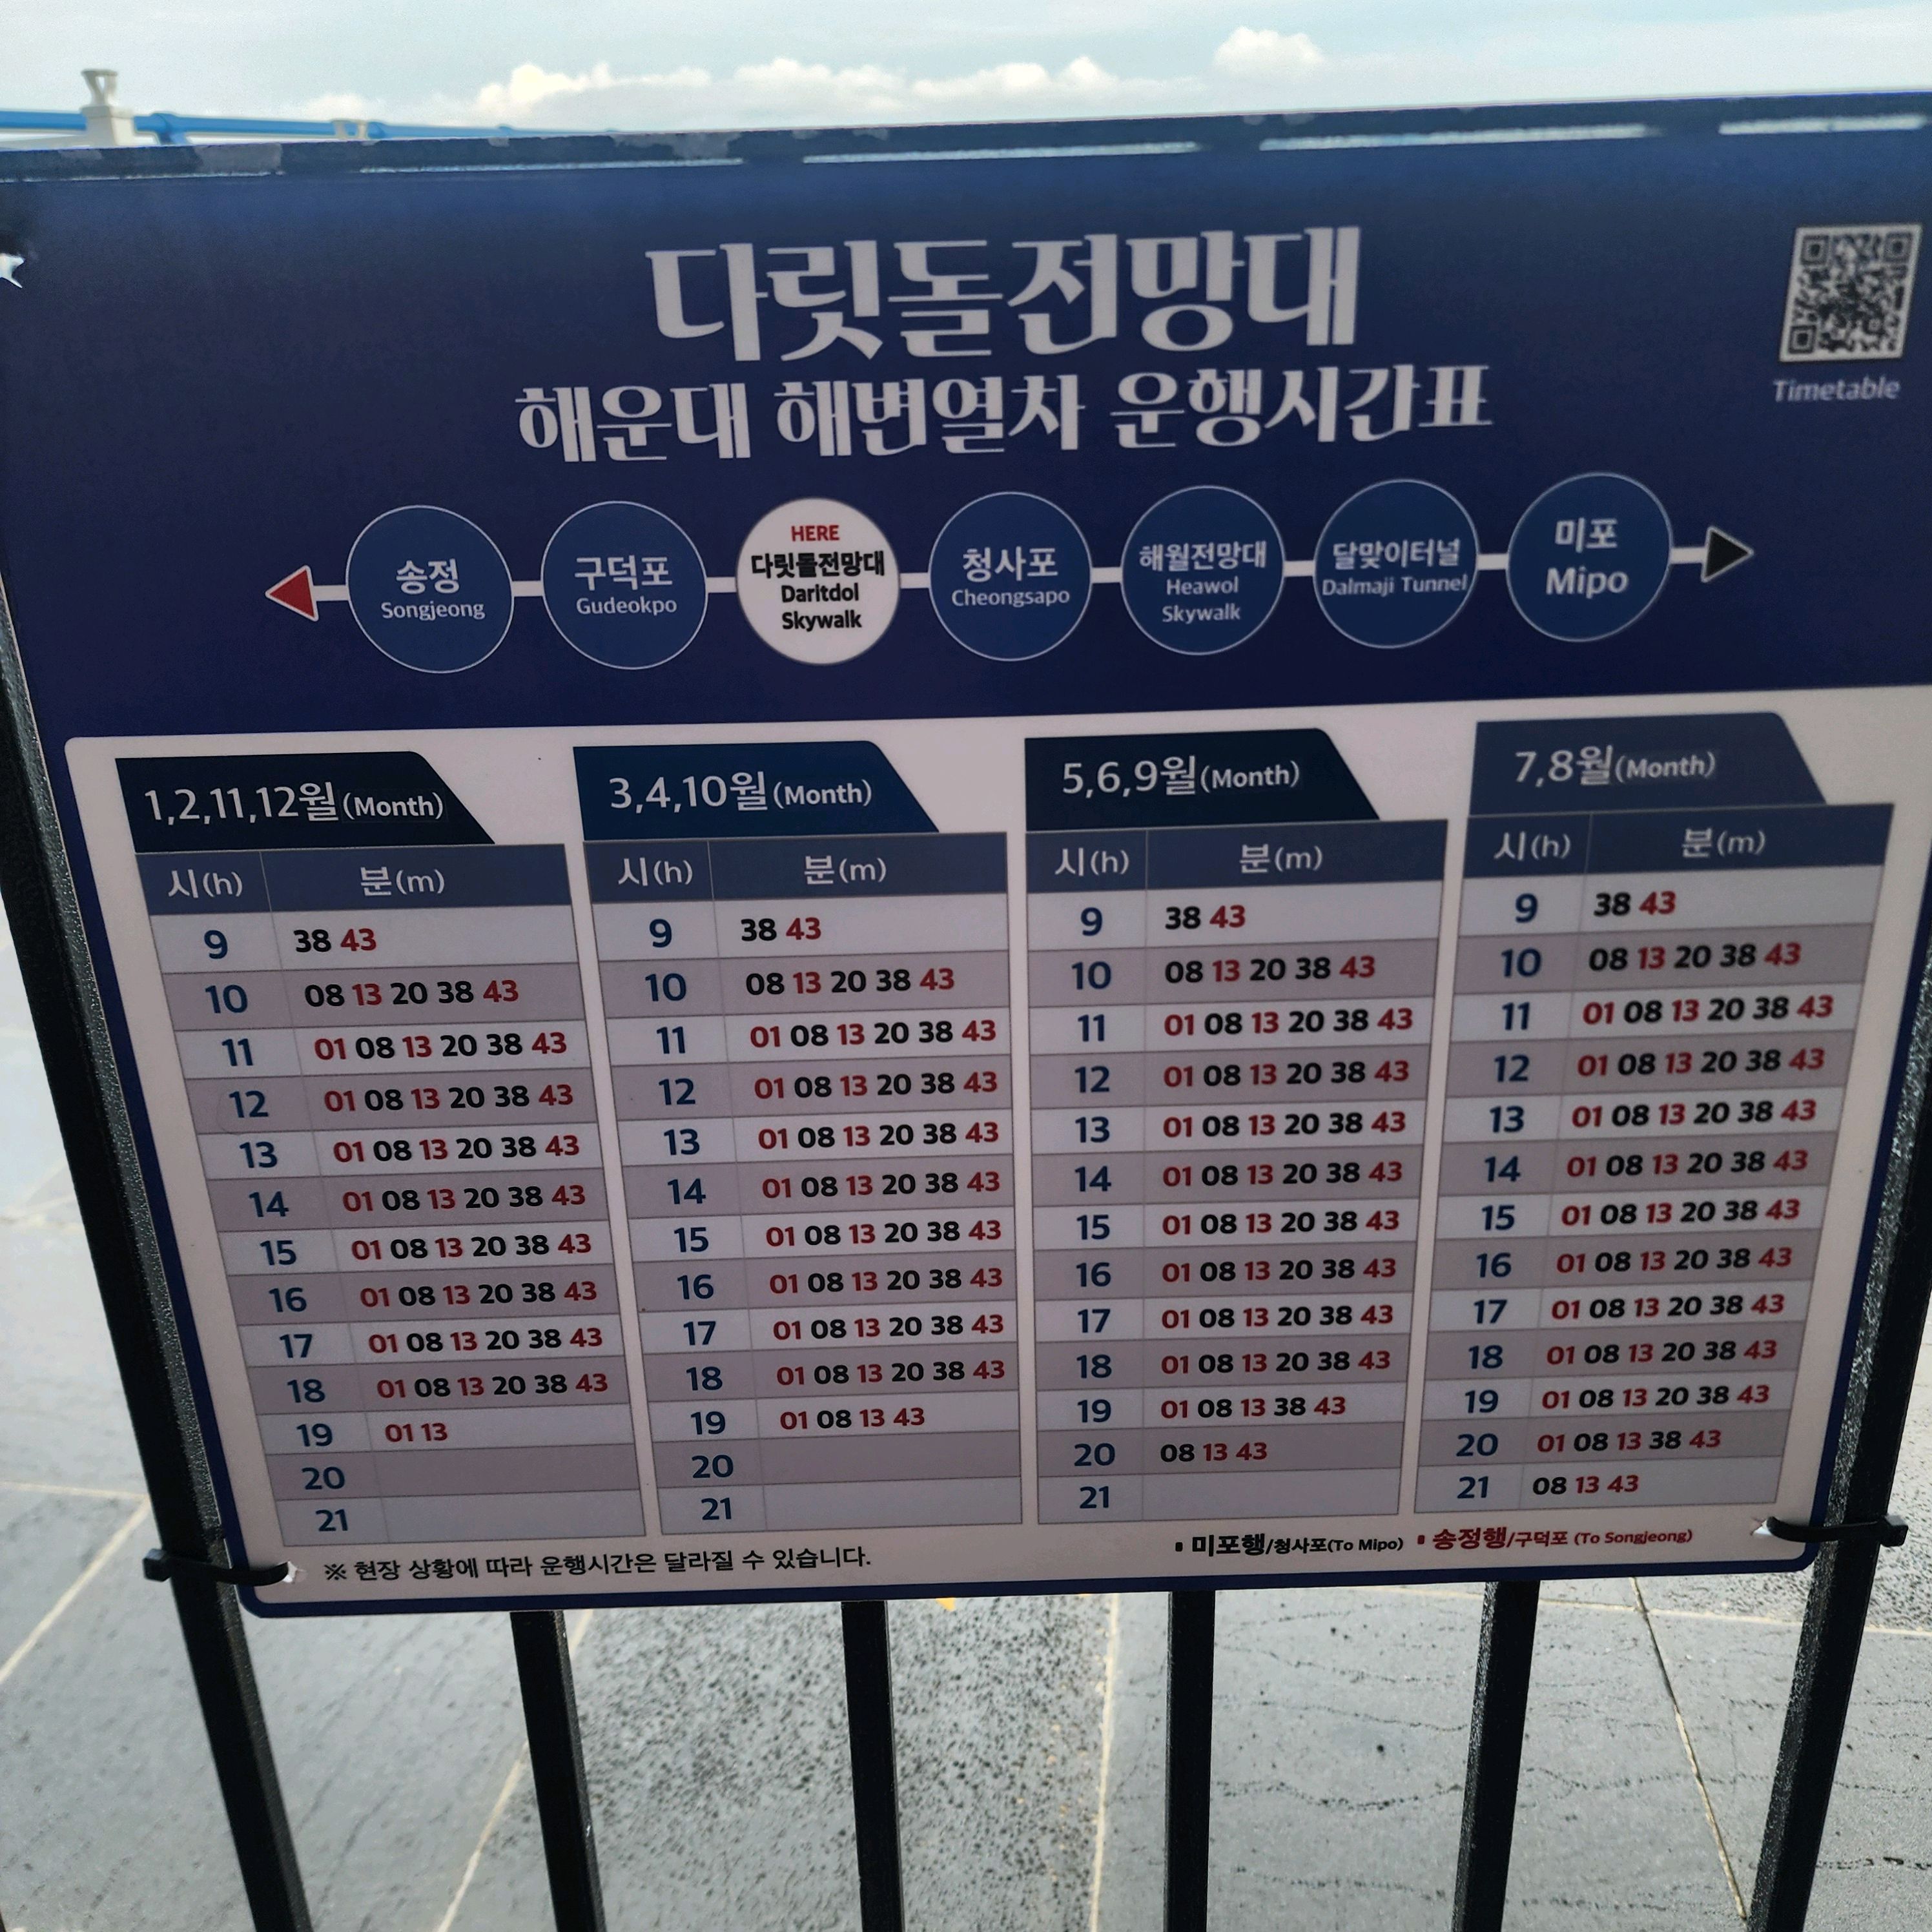 다릿돌전망대
해운대 해변열차 운행시간표
Timetable
송정 Songjeong
구덕포 Gudeokpo
HERE 다릿돌전망대 Daritdol Skywalk
청사포 Cheongsapo
해월전망대 Heawol Skywalk
달맞이터널 Dalmaji Tunnel
미포 Mipo
1,2,11,12월(Month)
시(h) 분(m)
9 38 43
10 08 13 20 38 43
11 01 08 13 20 38 43
12 01 08 13 20 38 43
13 01 08 13 20 38 43
14 01 08 13 20 38 43
15 01 08 13 20 38 43
16 01 08 13 20 38 43
17 01 08 13 20 38 43
18 01 08 13 20 38 43
19 01 13
20
21
3,4,10월(Month)
시(h) 분(m)
9 38 43
10 08 13 20 38 43
11 01 08 13 20 38 43
12 01 08 13 20 38 43
13 01 08 13 20 38 43
14 01 08 13 20 38 43
15 01 08 13 20 38 43
16 01 08 13 20 38 43
17 01 08 13 20 38 43
18 01 08 13 20 38 43
19 01 08 13 43
20
21
5,6,9월(Month)
시(h) 분(m)
9 38 43
10 08 13 20 38 43
11 01 08 13 20 38 43
12 01 08 13 20 38 43
13 01 08 13 20 38 43
14 01 08 13 20 38 43
15 01 08 13 20 38 43
16 01 08 13 20 38 43
17 01 08 13 20 38 43
18 01 08 13 20 38 43
19 01 08 13 38 43
20 08 13 43
21
7,8월(Month)
시(h) 분(m)
9 38 43
10 08 13 20 38 43
11 01 08 13 20 38 43
12 01 08 13 20 38 43
13 01 08 13 20 38 43
14 01 08 13 20 38 43
15 01 08 13 20 38 43
16 01 08 13 20 38 43
17 01 08 13 20 38 43
18 01 08 13 20 38 43
19 01 08 13 20 38 43
20 01 08 13 38 43
21 08 13 43
※ 현장 상황에 따라 운행시간은 달라질 수 있습니다.
▪ 미포행/청사포(To Mipo) ▪ 송정행/구덕포 (To Songjeong)